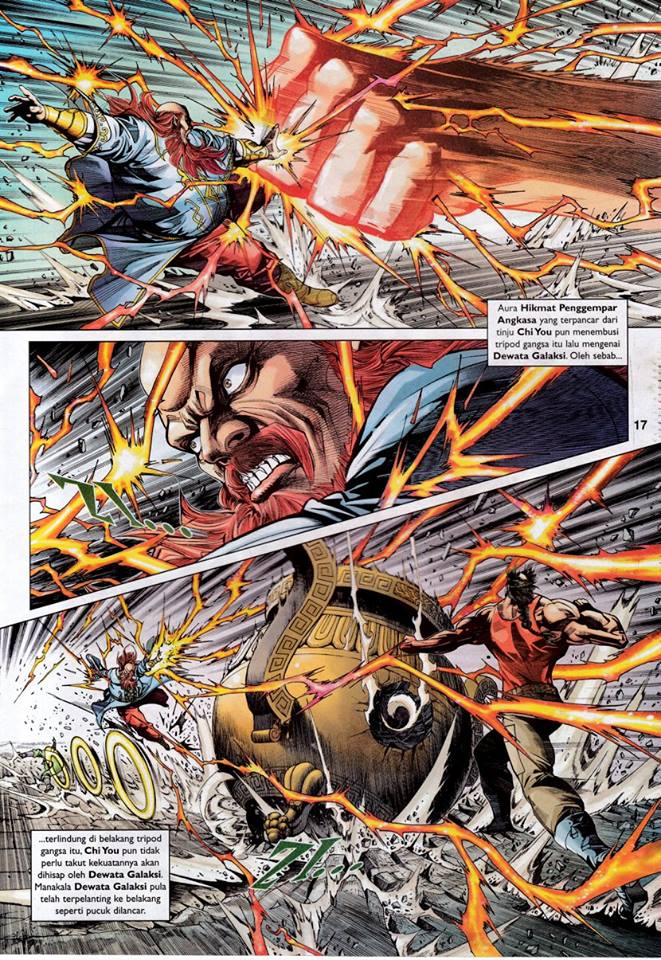 Aura Hikmat Penggempar
Angkasa yang terpancar dari
tinju Chi You pun menembusi
tripod gangsa itu lalu mengenai
Dewata Galaksi. Oleh sebab...
17
ZI...
ZI...
...terlindung di belakang tripod
gangsa itu, Chi You pun tidak
perlu takut kekuatannya akan
dihisap oleh Dewata Galaksi.
Manakala Dewata Galaksi pula
telah terpelanting ke belakang
seperti pucuk dilancar.